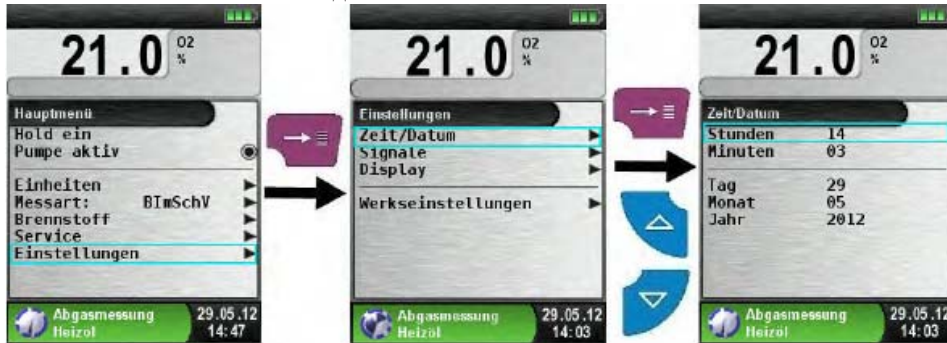 21.0 O2 %
Hauptmenü
Hold ein
Pumpe aktiv
Einheiten
Messart: BImSchV
Brennstoff
Service
Einstellungen
Abgasmessung 29.05.12
Heizöl 14:47
21.0 O2 %
Einstellungen
Zeit/Datum
Signale
Display
Werkseinstellungen
Abgasmessung 29.05.12
Heizöl 14:03
21.0 O2 %
Zeit/Datum
Stunden 14
Minuten 03
Tag 29
Monat 05
Jahr 2012
Abgasmessung 29.05.12
Heizöl 14:03